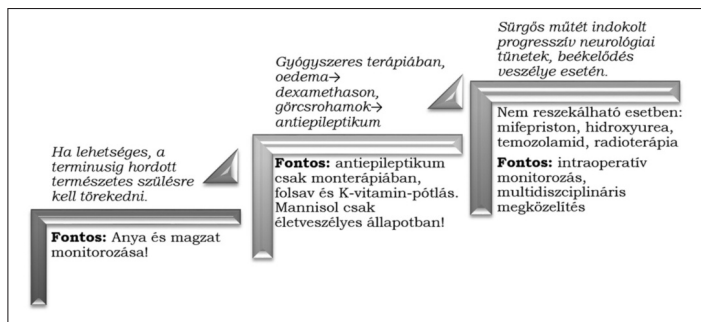 Ha lehetséges, a
terminusig hordott
természetes szülésre
kell törekedni.
Fontos: Anya és magzat
monitorozása!
Gyógyszeres terápiában,
oedema→
dexamethason,
görcsrohamok→
antiepileptikum
Fontos: antiepileptikum
csak monterápiában,
folsav és K-vitamin-pótlás.
Mannisol csak
életveszélyes állapotban!
Sürgős műtét indokolt
progresszív neurológiai
tünetek, beékelődés
veszélye esetén.
Nem reszekálható esetben:
mifepriston, hidroxyurea,
temozolamid, radioterápia
Fontos: intraoperatív
monitorozás,
multidiszciplináris
megközelítés